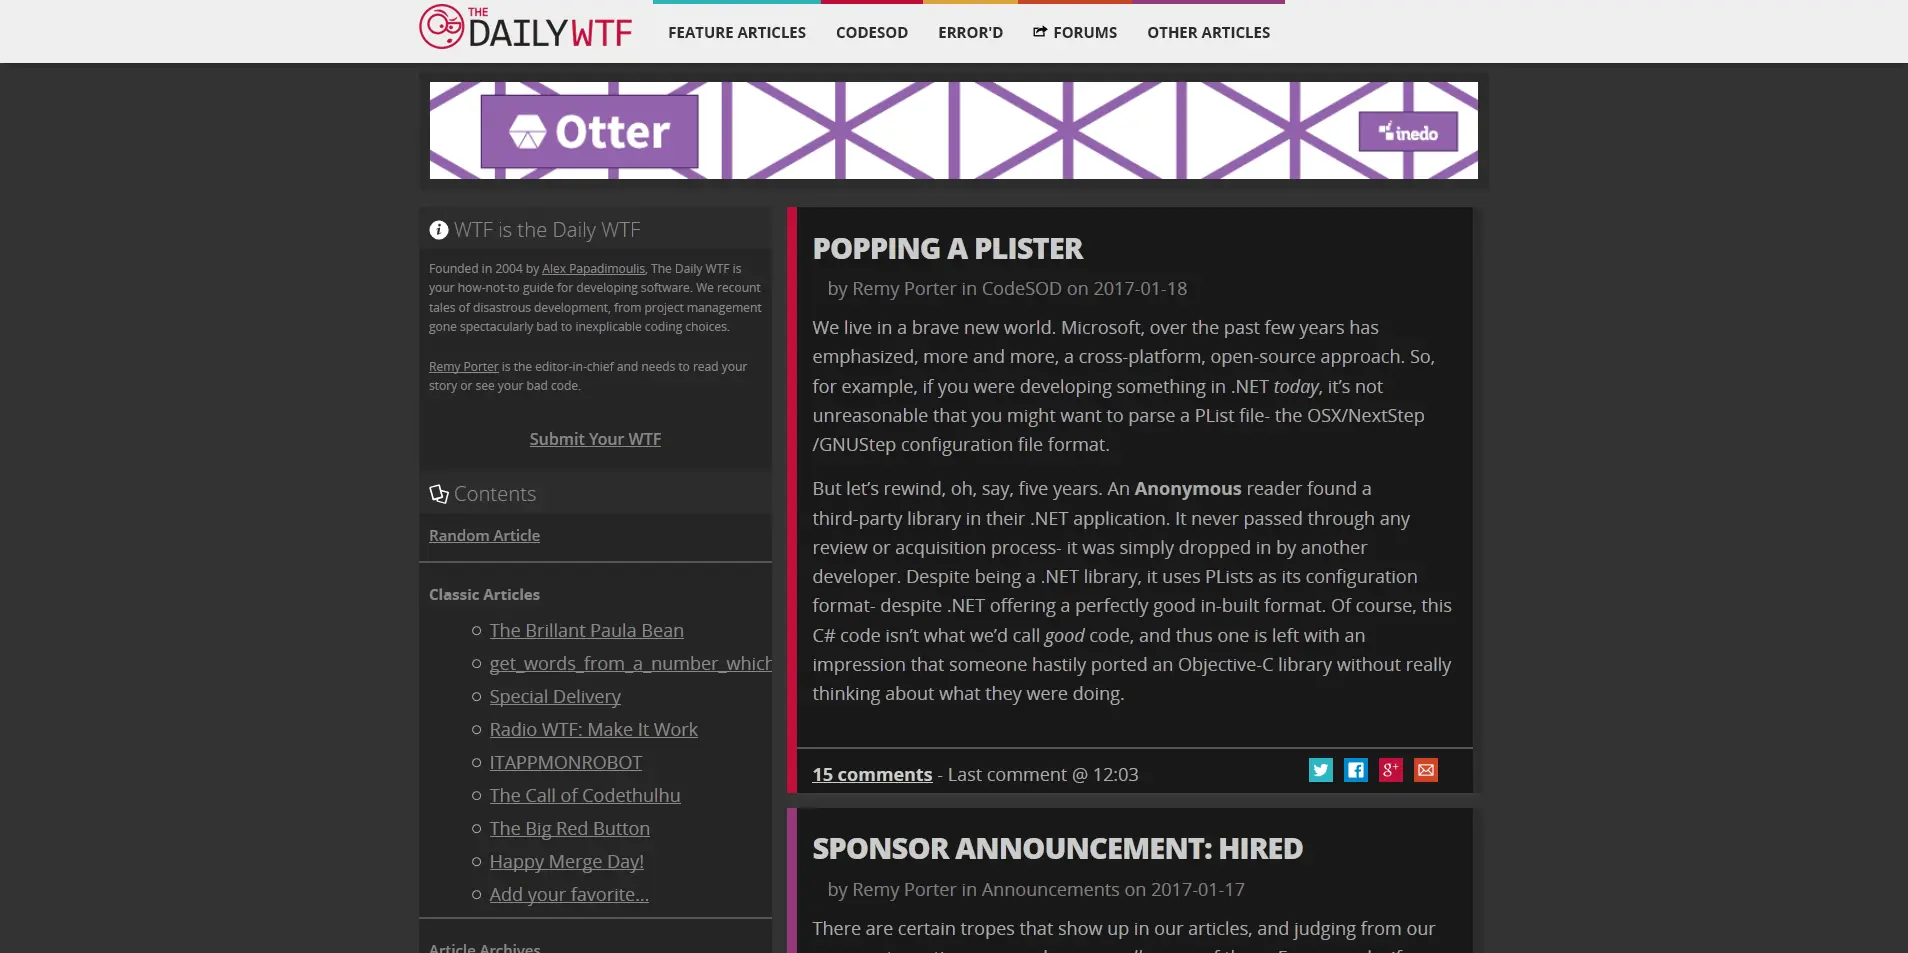 THE
DAILYWTF
FEATURE ARTICLES
CODESOD
ERROR'D
FORUMS
OTHER ARTICLES
Otter
inedo
WTF is the Daily WTF
Founded in 2004 by Alex Papadimoulis, The Daily WTF is
your how-not-to guide for developing software. We recount
tales of disastrous development, from project management
gone spectacularly bad to inexplicable coding choices.
Remy Porter is the editor-in-chief and needs to read your
story or see your bad code.
Submit Your WTF
Contents
Random Article
Classic Articles
The Brillant Paula Bean
get_words_from_a_number_which
Special Delivery
Radio WTF: Make It Work
ITAPPMONROBOT
The Call of Codethulhu
The Big Red Button
Happy Merge Day!
Add your favorite...
Article Archives
POPPING A PLISTER
by Remy Porter in CodeSOD on 2017-01-18
We live in a brave new world. Microsoft, over the past few years has
emphasized, more and more, a cross-platform, open-source approach. So,
for example, if you were developing something in .NET today, it's not
unreasonable that you might want to parse a PList file- the OSX/NextStep
/GNUStep configuration file format.
But let's rewind, oh, say, five years. An Anonymous reader found a
third-party library in their .NET application. It never passed through any
review or acquisition process- it was simply dropped in by another
developer. Despite being a .NET library, it uses PLists as its configuration
format- despite .NET offering a perfectly good in-built format. Of course, this
C# code isn't what we'd call good code, and thus one is left with an
impression that someone hastily ported an Objective-C library without really
thinking about what they were doing.
15 comments - Last comment @ 12:03
g+
SPONSOR ANNOUNCEMENT: HIRED
by Remy Porter in Announcements on 2017-01-17
There are certain tropes that show up in our articles, and judging from our